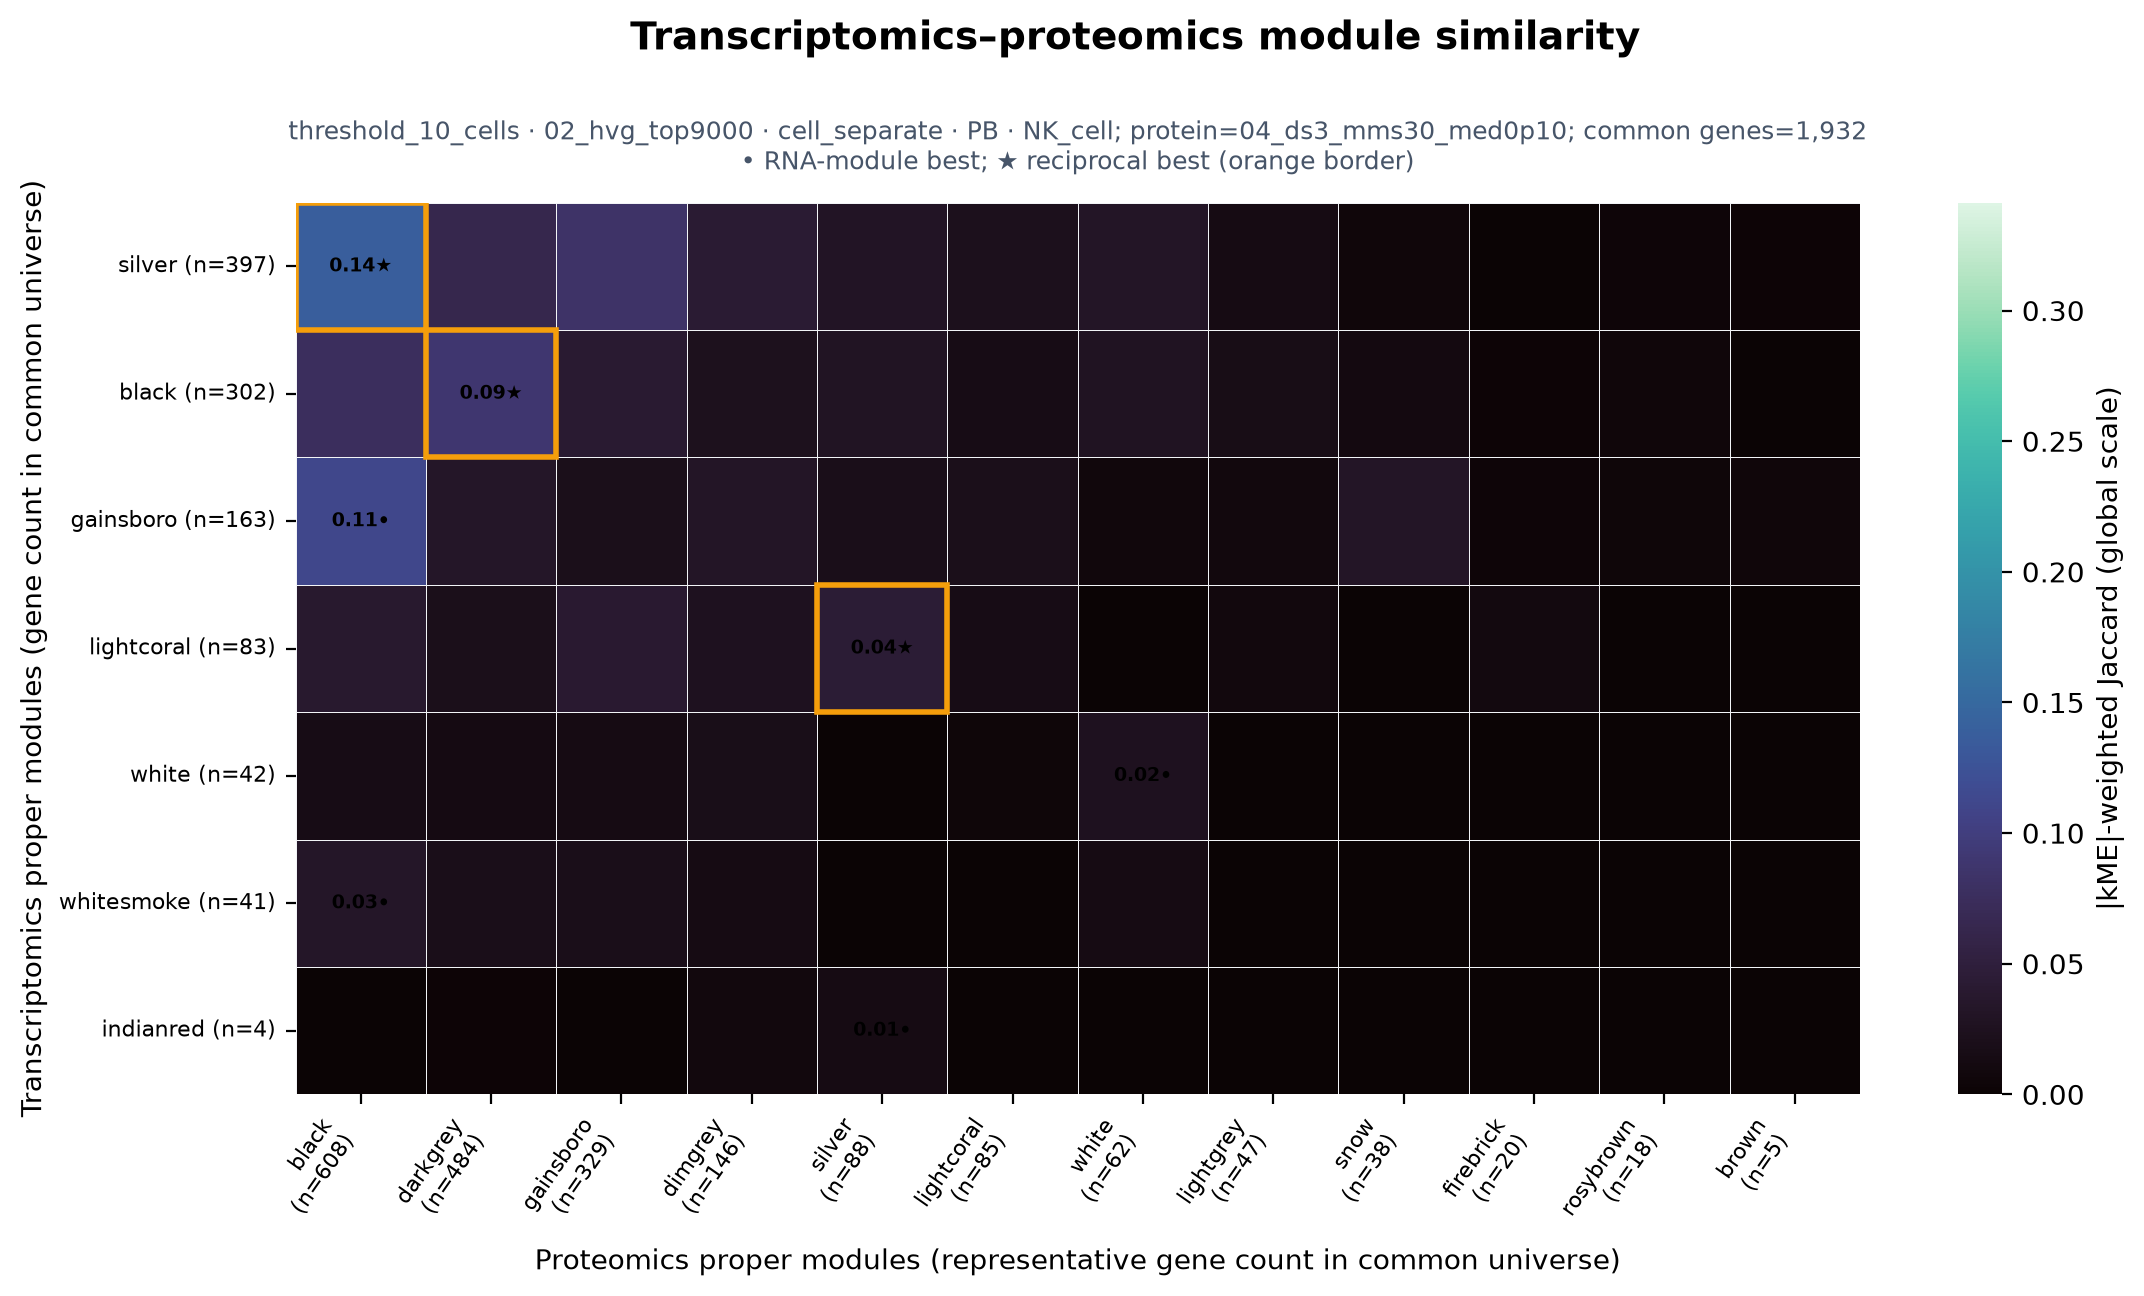 Transcriptomics–proteomics module similarity
threshold_10_cells · 02_hvg_top9000 · cell_separate · PB · NK_cell; protein=04_ds3_mms30_med0p10; common genes=1,932
• RNA-module best; ★ reciprocal best (orange border)
Transcriptomics proper modules (gene count in common universe)
silver (n=397)
black (n=302)
gainsboro (n=163)
lightcoral (n=83)
white (n=42)
whitesmoke (n=41)
indianred (n=4)
0.14★
0.09★
0.11•
0.04★
0.02•
0.03•
0.01•
black
(n=608)
darkgrey
(n=484)
gainsboro
(n=329)
dimgrey
(n=146)
silver
(n=88)
lightcoral
(n=85)
white
(n=62)
lightgrey
(n=47)
snow
(n=38)
firebrick
(n=20)
rosybrown
(n=18)
brown
(n=5)
Proteomics proper modules (representative gene count in common universe)
0.30
0.25
0.20
0.15
0.10
0.05
0.00
|kME|-weighted Jaccard (global scale)